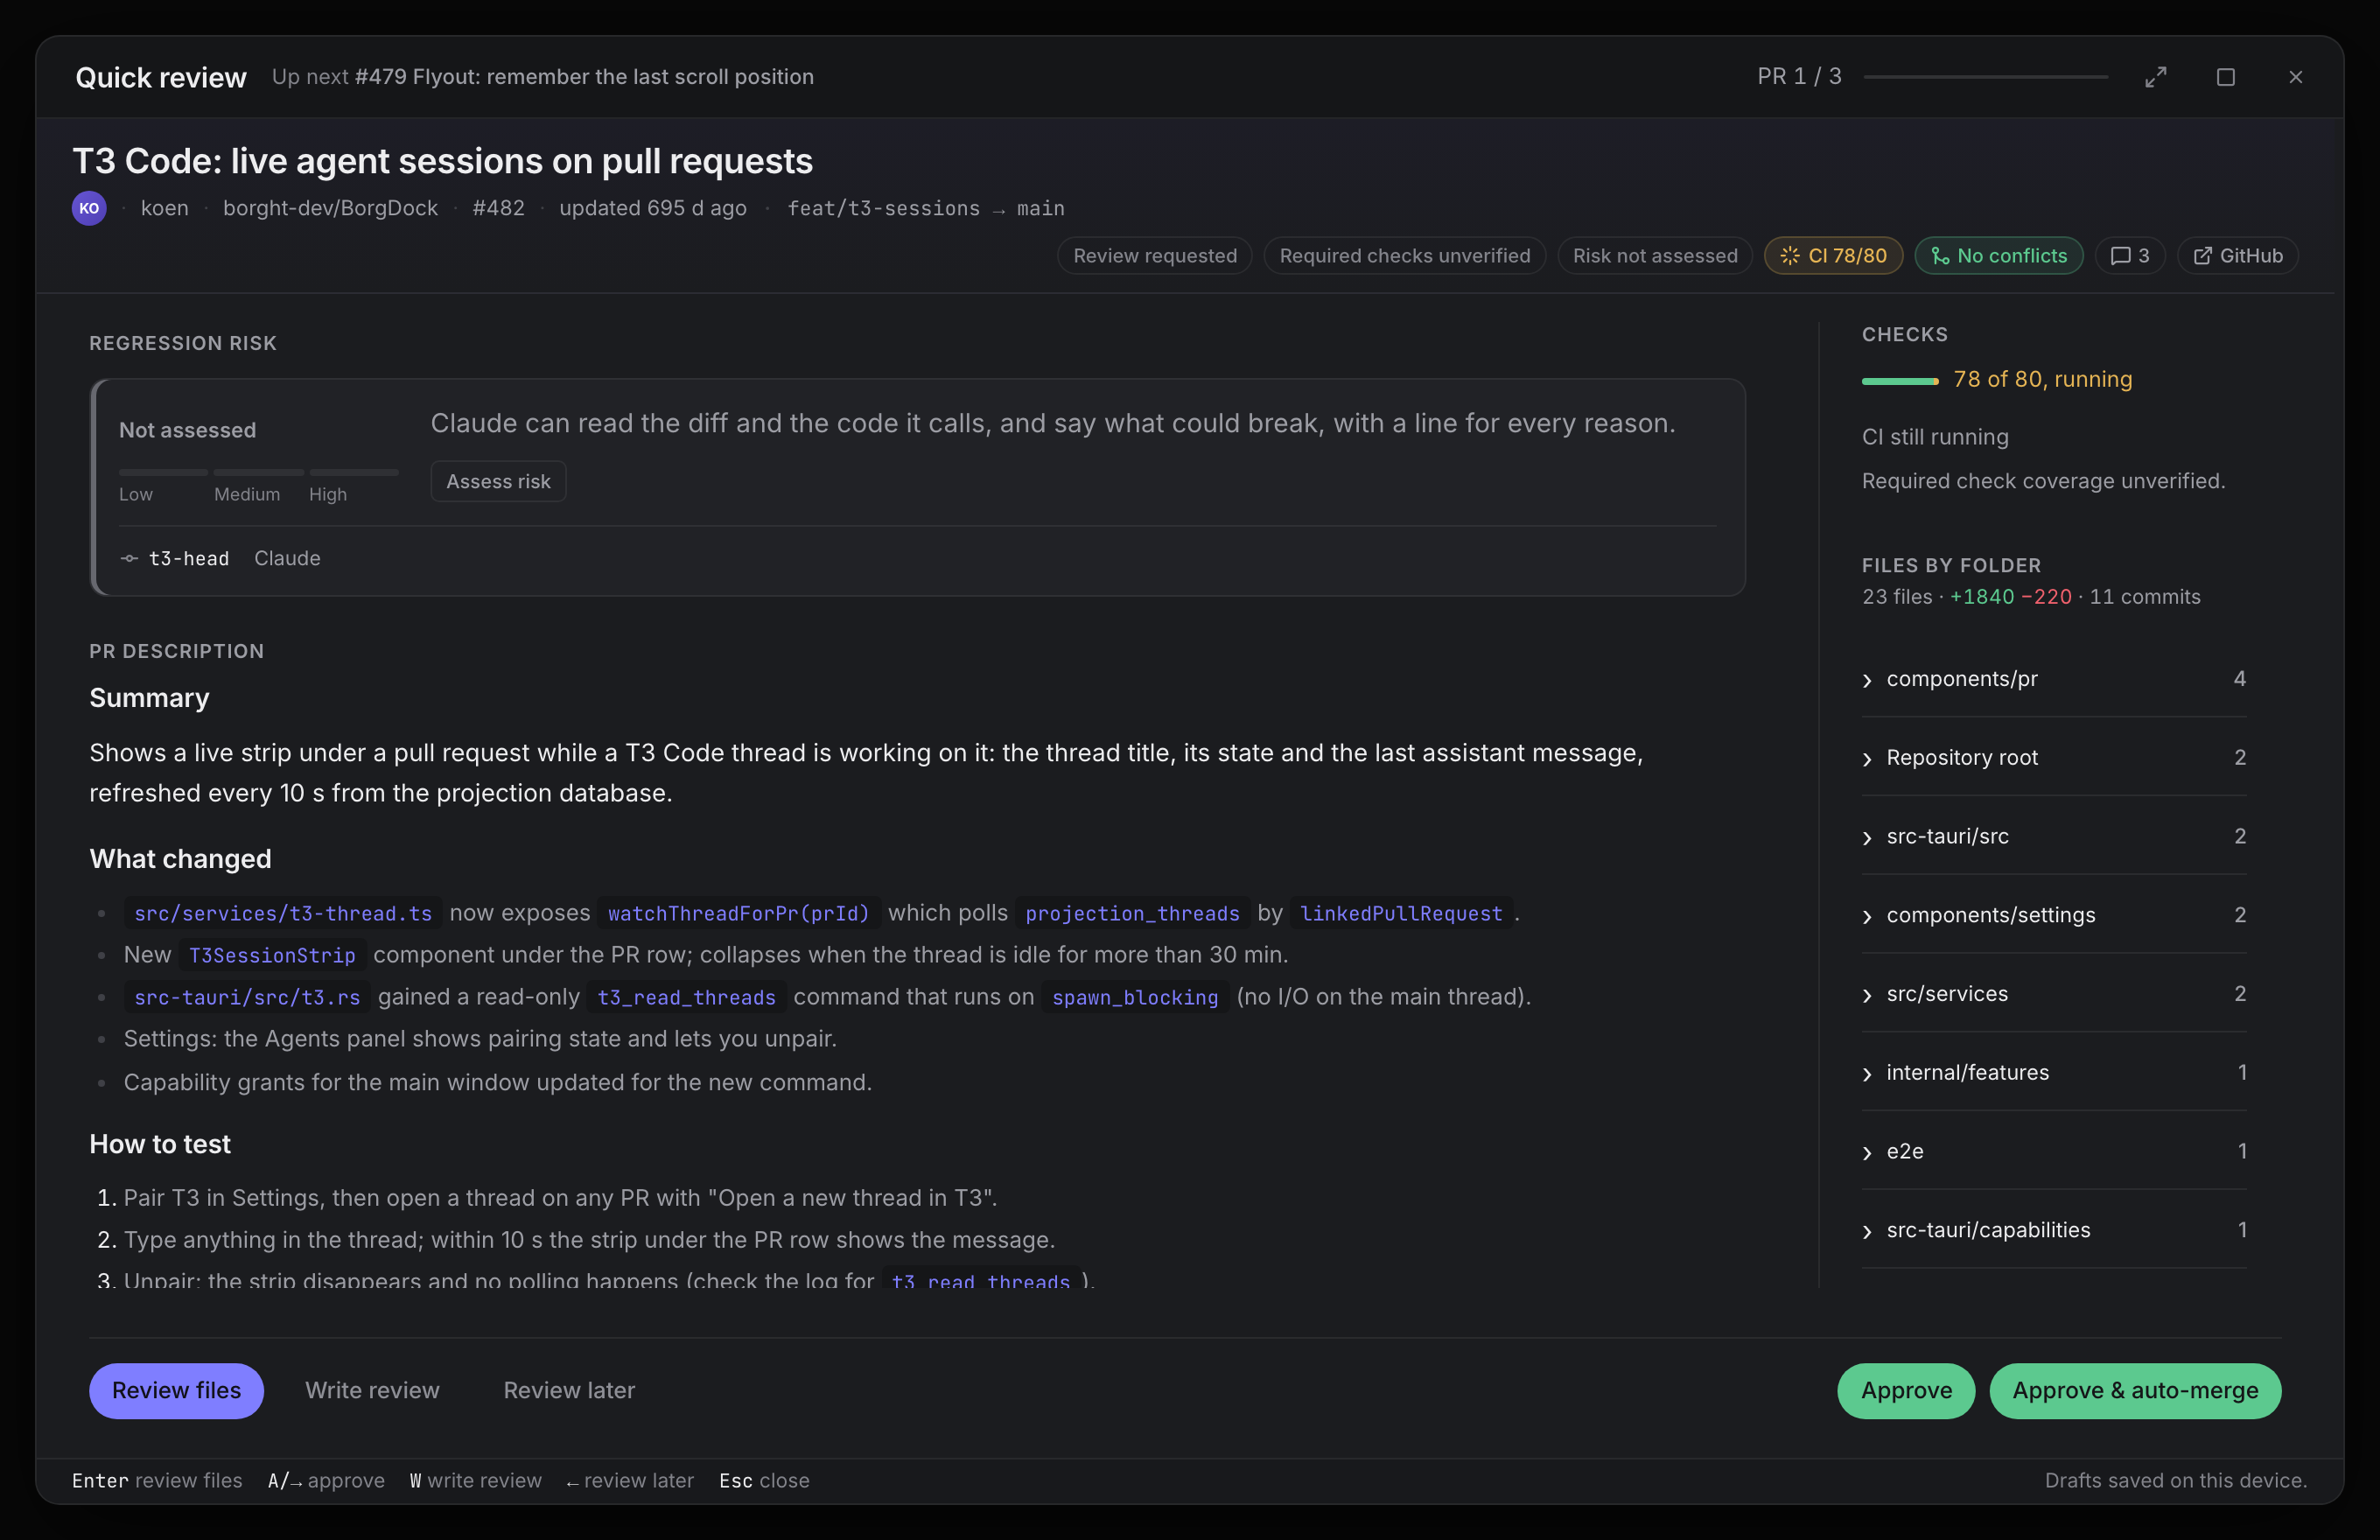 Quick review Up next #479 Flyout: remember the last scroll position PR 1 / 3
T3 Code: live agent sessions on pull requests
KO · koen · borght-dev/BorgDock · #482 · updated 695 d ago · feat/t3-sessions → main
Review requested Required checks unverified Risk not assessed CI 78/80 No conflicts 3 GitHub
REGRESSION RISK
Not assessed
Low Medium High
Claude can read the diff and the code it calls, and say what could break, with a line for every reason.
Assess risk
t3-head Claude
PR DESCRIPTION
Summary
Shows a live strip under a pull request while a T3 Code thread is working on it: the thread title, its state and the last assistant message,
refreshed every 10 s from the projection database.
What changed
• src/services/t3-thread.ts now exposes watchThreadForPr(prId) which polls projection_threads by linkedPullRequest .
• New T3SessionStrip component under the PR row; collapses when the thread is idle for more than 30 min.
• src-tauri/src/t3.rs gained a read-only t3_read_threads command that runs on spawn_blocking (no I/O on the main thread).
• Settings: the Agents panel shows pairing state and lets you unpair.
• Capability grants for the main window updated for the new command.
How to test
1. Pair T3 in Settings, then open a thread on any PR with "Open a new thread in T3".
2. Type anything in the thread; within 10 s the strip under the PR row shows the message.
3. Unpair: the strip disappears and no polling happens (check the log for t3_read_threads ).
CHECKS
78 of 80, running
CI still running
Required check coverage unverified.
FILES BY FOLDER
23 files · +1840 −220 · 11 commits
components/pr 4
Repository root 2
src-tauri/src 2
components/settings 2
src/services 2
internal/features 1
e2e 1
src-tauri/capabilities 1
Review files Write review Review later Approve Approve & auto-merge
Enter review files A/→ approve W write review ← review later Esc close Drafts saved on this device.